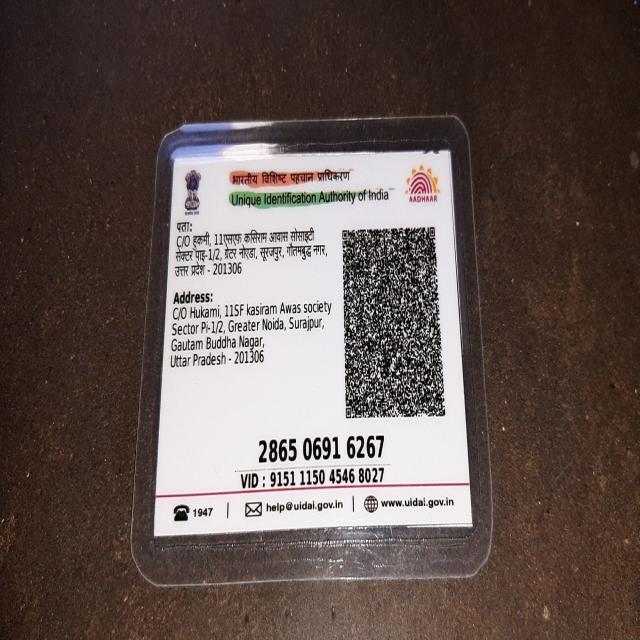 भारतीय विशिष्ट पहचान प्राधिकरण
Unique Identification Authority of India
AADHAAR
पता:
C/O हुकमी, 11एसएफ़ कसिराम आवास सोसाइटी
सेक्टर पाइ-1/2, ग्रेटर नोएडा, सूरजपुर, गौतमबुद्ध नगर,
उत्तर प्रदेश - 201306
Address:
C/O Hukami, 11SF kasiram Awas society
Sector Pi-1/2, Greater Noida, Surajpur,
Gautam Buddha Nagar,
Uttar Pradesh - 201306
2865 0691 6267
VID : 9151 1150 4546 8027
1947 | help@uidai.gov.in | www.uidai.gov.in